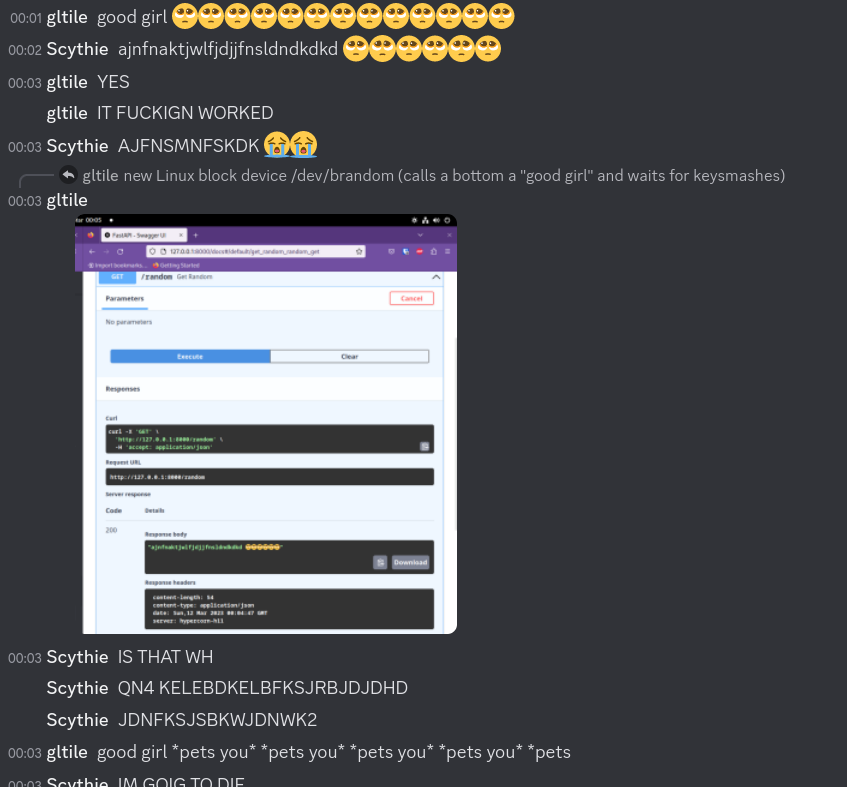 00:01 gltile good girl 🥺🥺🥺🥺🥺🥺🥺🥺🥺🥺🥺🥺🥺
00:02 Scythie ajnfnaktjwlfjdjjfnsldndkdkd 🥺🥺🥺🥺🥺🥺
00:03 gltile YES
gltile IT FUCKIGN WORKED
00:03 Scythie AJFNSMNFSKDK 😭😭
gltile new Linux block device /dev/brandom (calls a bottom a "good girl" and waits for keysmashes)
00:03 gltile
00:05
FastAPI - Swagger UI
127.0.0.1:8000/docs#/default/get_random_random_get
Import bookmarks... Getting Started
GET /random Get Random
Parameters Cancel
No parameters
Execute Clear
Responses
Curl
curl -X 'GET' \
'http://127.0.0.1:8000/random' \
-H 'accept: application/json'
Request URL
http://127.0.0.1:8000/random
Server response
Code Details
200
Response body
"ajnfnaktjwlfjdjjfnsldndkdkd 🥺🥺🥺🥺🥺🥺"
Download
Response headers
content-length: 54
content-type: application/json
date: Sun,12 Mar 2023 00:04:47 GMT
server: hypercorn-h11
00:03 Scythie IS THAT WH
Scythie QN4 KELEBDKELBFKSJRBJDJDHD
Scythie JDNFKSJSBKWJDNWK2
00:03 gltile good girl *pets you* *pets you* *pets you* *pets you* *pets
00:03 Scythie IM GOIG TO DIE